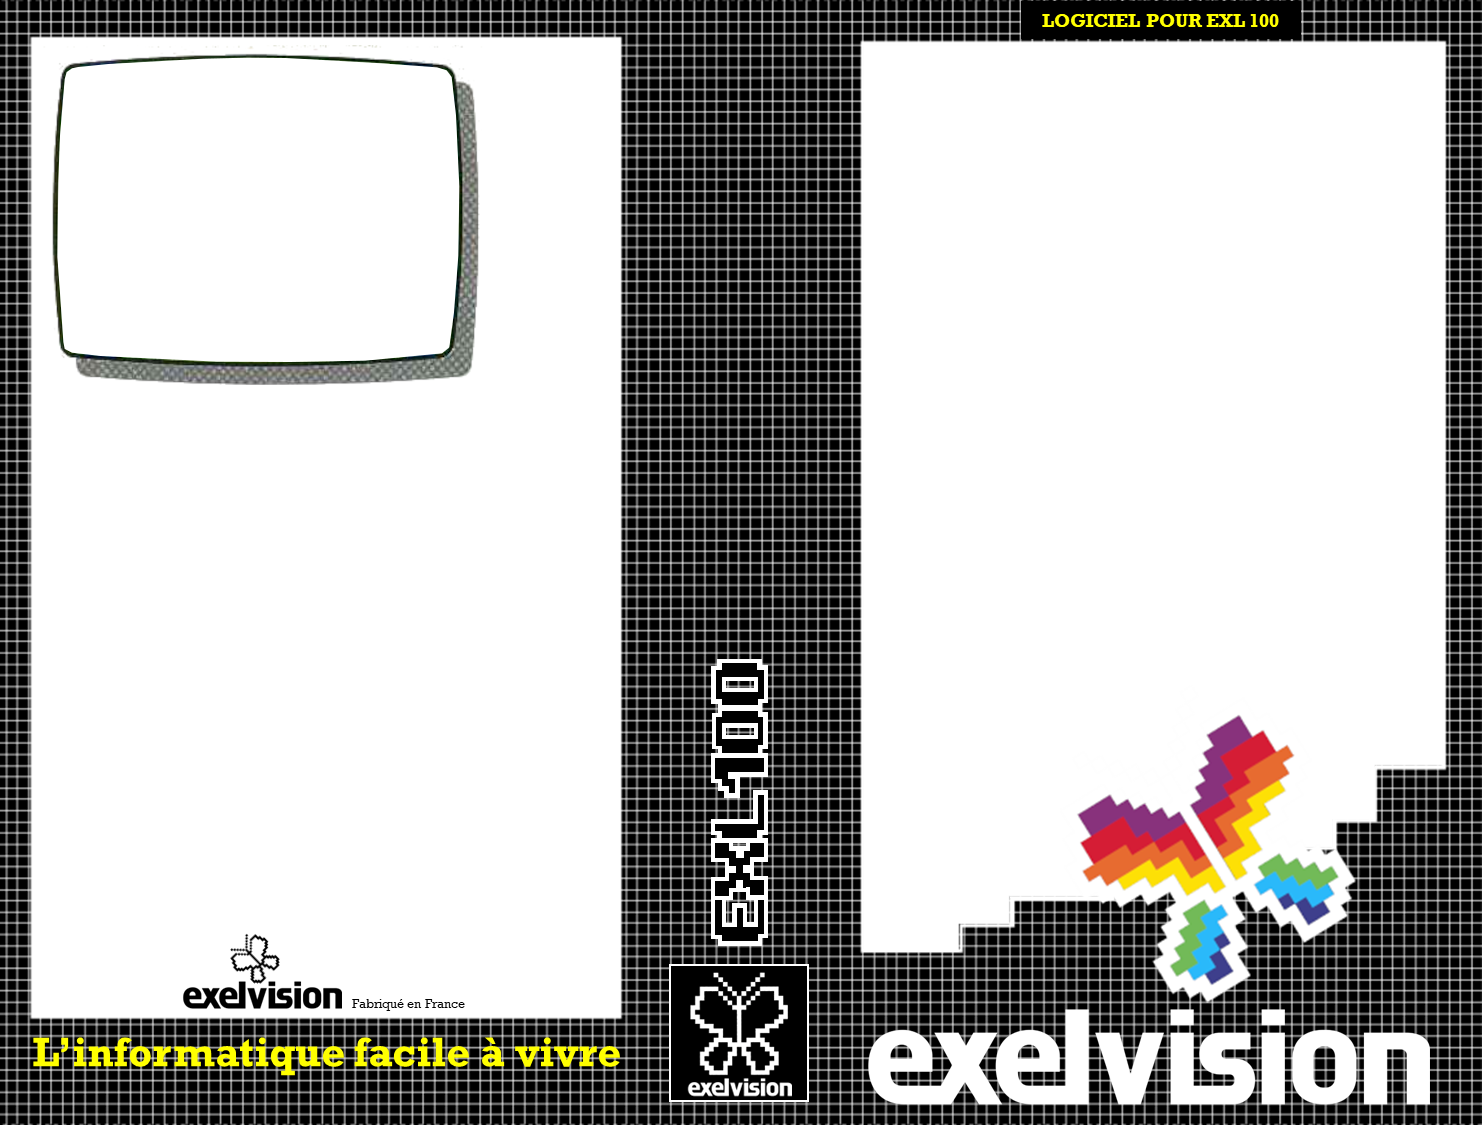 LOGICIEL POUR EXL 100
exelvision Fabriqué en France
L'informatique facile à vivre
EXL 100
exelvision
exelvision